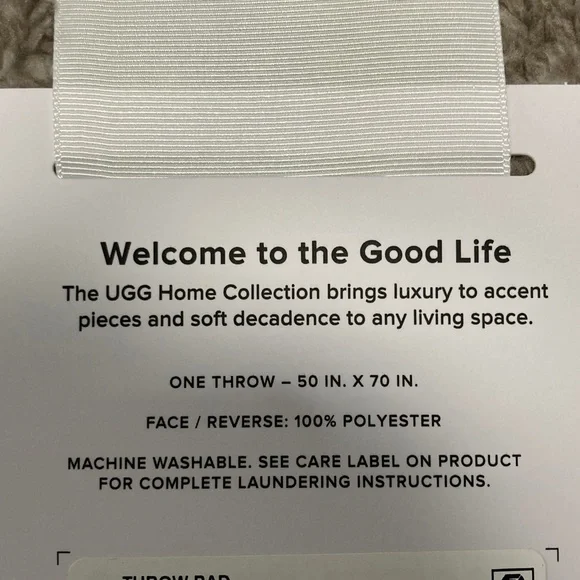 Welcome to the Good Life
The UGG Home Collection brings luxury to accent
pieces and soft decadence to any living space.
ONE THROW – 50 IN. X 70 IN.
FACE / REVERSE: 100% POLYESTER
MACHINE WASHABLE. SEE CARE LABEL ON PRODUCT
FOR COMPLETE LAUNDERING INSTRUCTIONS.
THROW